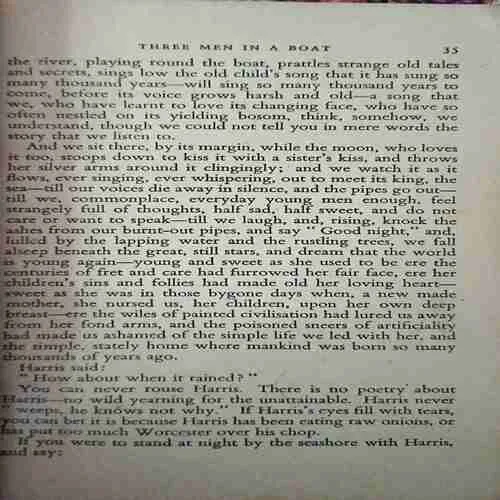 THREE MEN IN A BOAT 35
the river, playing round the boat, prattles strange old tales
and secrets, sings low the old child's song that it has sung so
many thousand years—will sing so many thousand years to
come, before its voice grows harsh and old—a song that
we, who have learnt to love its changing face, who have so
often nestled on its yielding bosom, think, somehow, we
understand, though we could not tell you in mere words the
story that we listen to.
And we sit there, by its margin, while the moon, who loves
it too, stoops down to kiss it with a sister's kiss, and throws
her silver arms around it clingingly; and we watch it as it
flows, ever singing, ever whispering, out to meet its king, the
sea—till our voices die away in silence, and the pipes go out—
till we, commonplace, everyday young men enough, feel
strangely full of thoughts, half sad, half sweet, and do not
care or want to speak—till we laugh, and, rising, knock the
ashes from our burnt-out pipes, and say "Good night," and,
lulled by the lapping water and the rustling trees, we fall
asleep beneath the great, still stars, and dream that the world
is young again—young and sweet as she used to be ere the
centuries of fret and care had furrowed her fair face, ere her
children's sins and follies had made old her loving heart—
sweet as she was in those bygone days when, a new made
mother, she nursed us, her children, upon her own deep
breast—ere the wiles of painted civilisation had lured us away
from her fond arms, and the poisoned sneers of artificiality
had made us ashamed of the simple life we led with her, and
the simple, stately home where mankind was born so many
thousands of years ago.
Harris said:
"How about when it rained?"
You can never rouse Harris. There is no poetry about
Harris—no wild yearning for the unattainable. Harris never
"weeps, he knows not why." If Harris's eyes fill with tears,
you can bet it is because Harris has been eating raw onions, or
has put too much Worcester over his chop.
If you were to stand at night by the seashore with Harris,
and say: